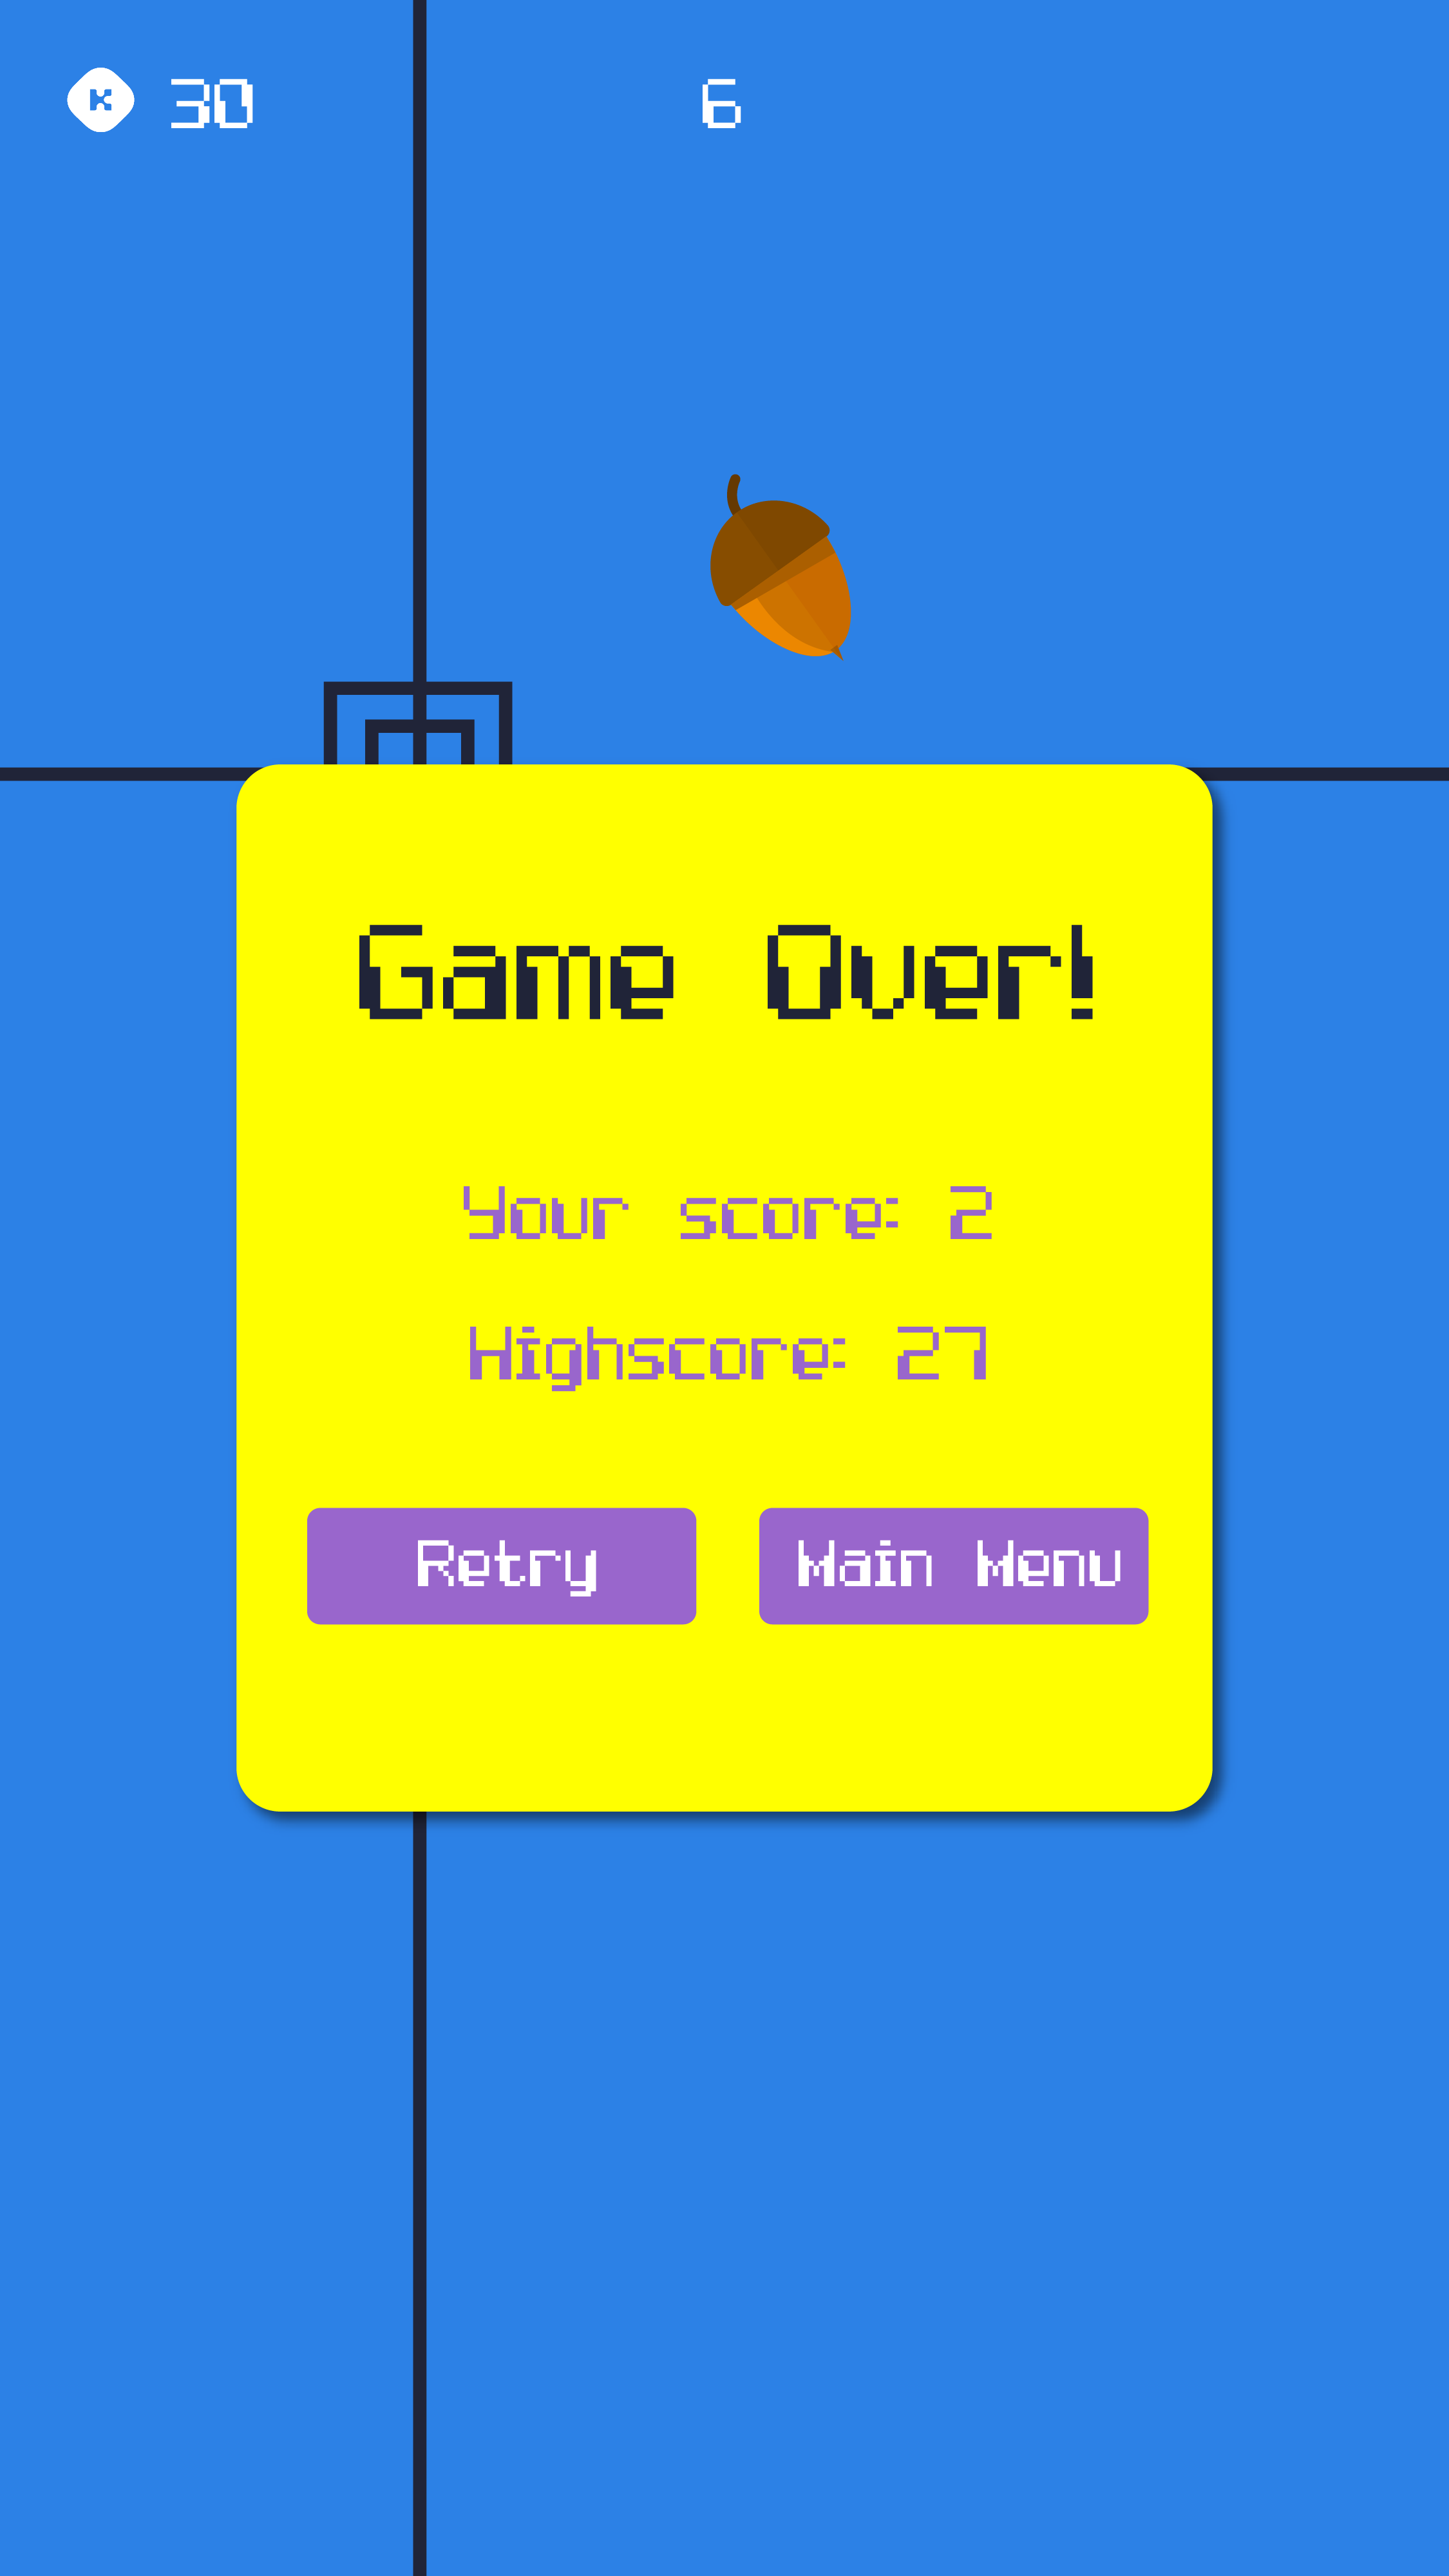 K 30
6
Game Over!
Your score: 2
Highscore: 27
Retry
Main Menu